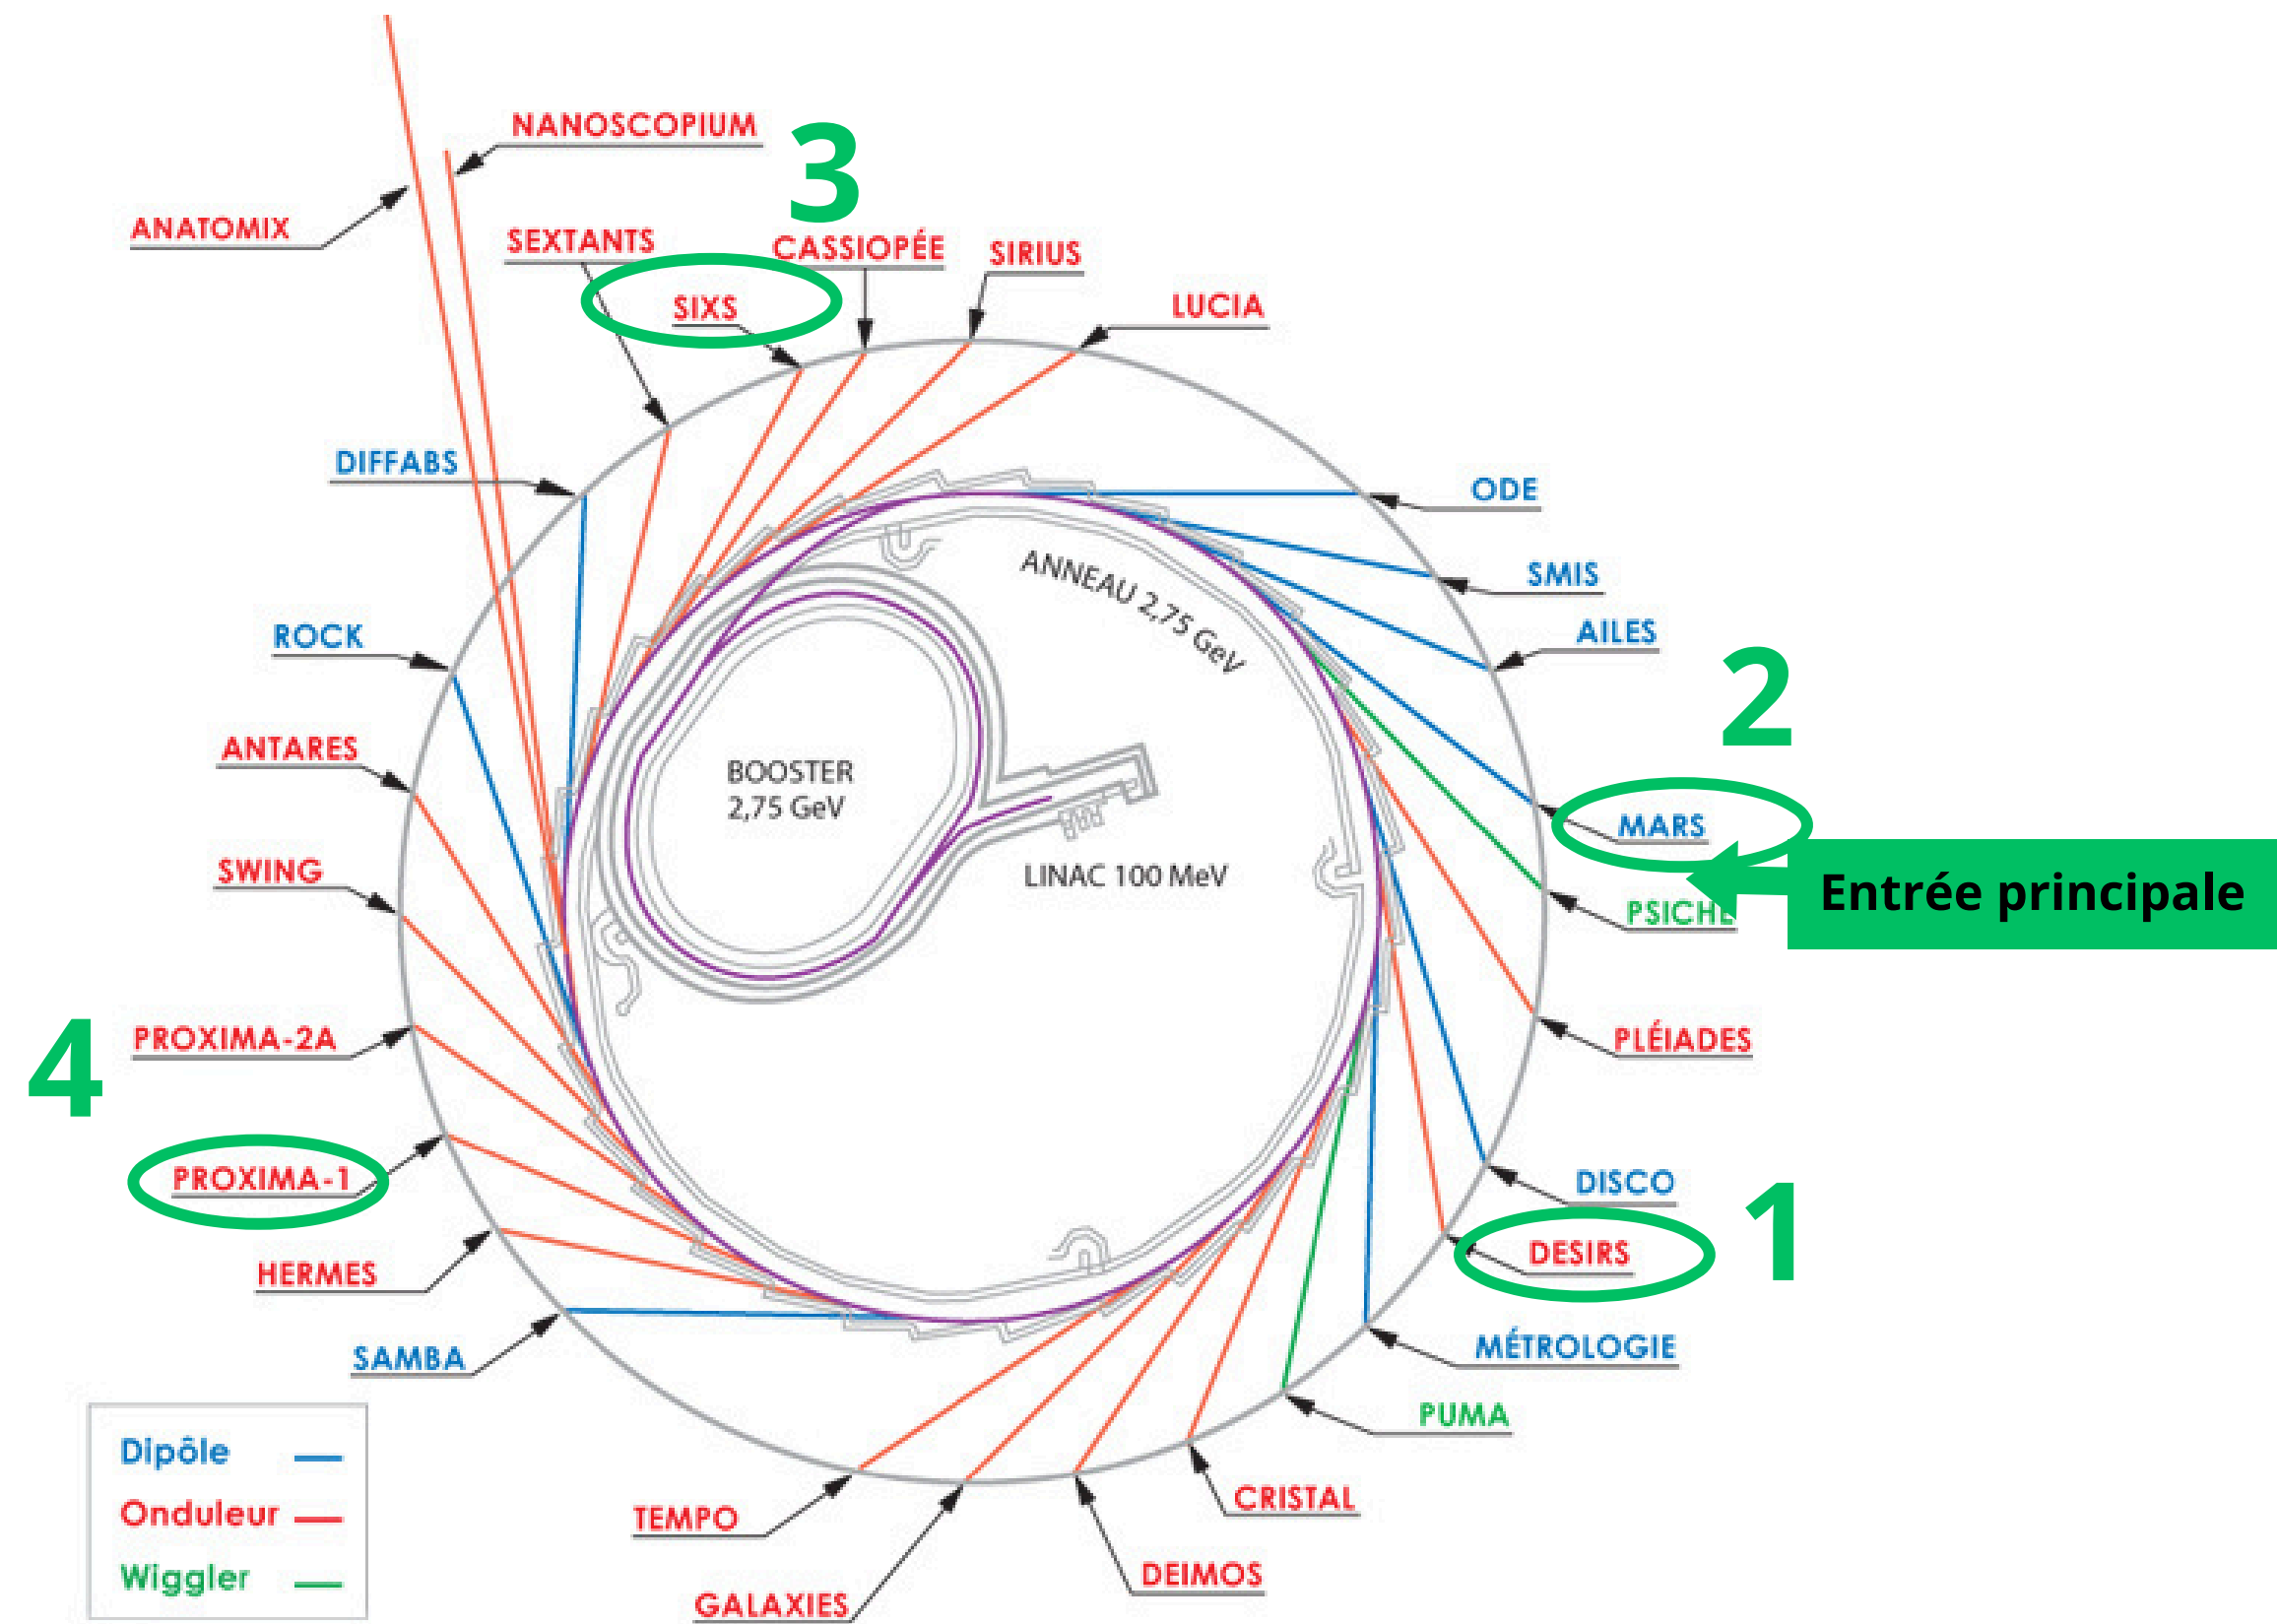 NANOSCOPIUM
3
ANATOMIX
SEXTANTS
CASSIOPÉE
SIRIUS
SIXS
LUCIA
DIFFABS
ODE
SMIS
ANNEAU 2,75 GeV
ROCK
AILES
2
ANTARES
BOOSTER
2,75 GeV
MARS
SWING
LINAC 100 MeV
Entrée principale
PSICHE
4
PROXIMA-2A
PLÉIADES
PROXIMA-1
DISCO
1
DESIRS
HERMES
SAMBA
MÉTROLOGIE
PUMA
Dipôle
Onduleur
Wiggler
TEMPO
CRISTAL
DEIMOS
GALAXIES